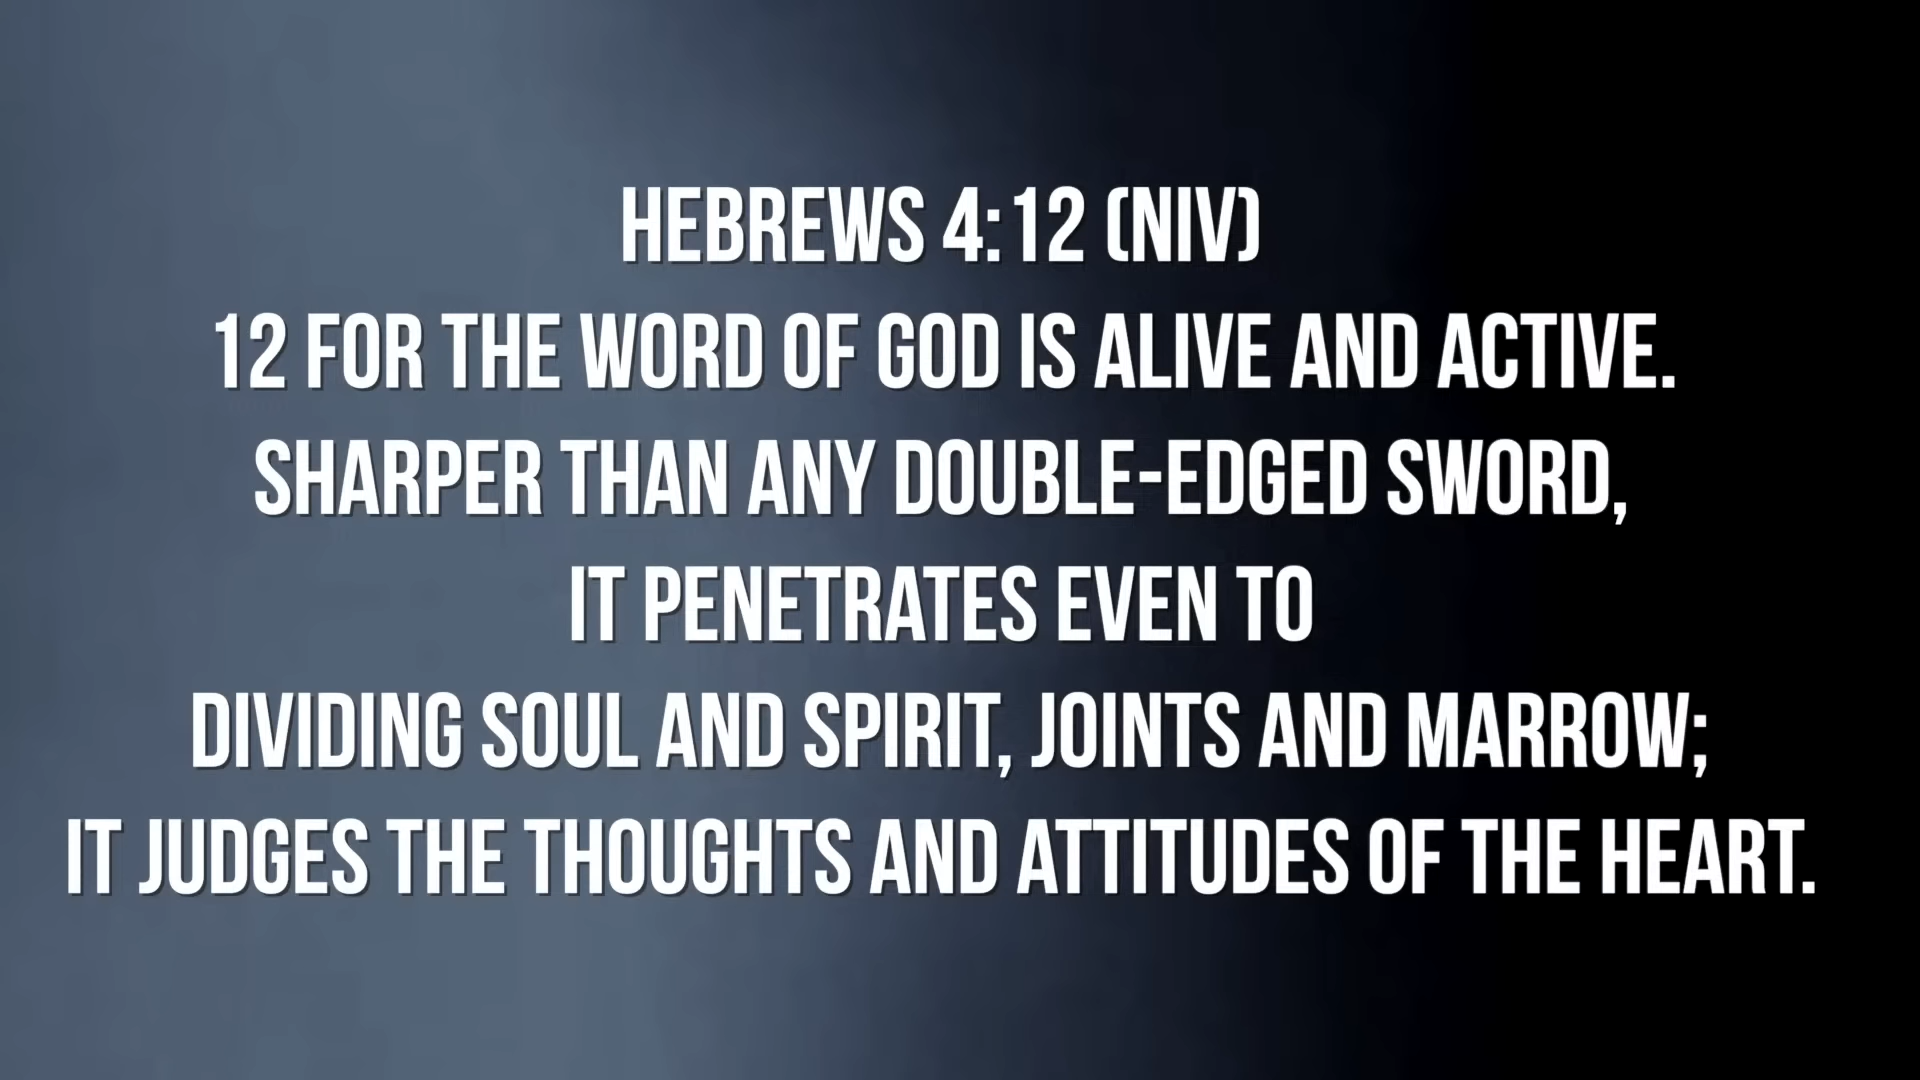 HEBREWS 4:12 (NIV)
12 FOR THE WORD OF GOD IS ALIVE AND ACTIVE.
SHARPER THAN ANY DOUBLE-EDGED SWORD,
IT PENETRATES EVEN TO
DIVIDING SOUL AND SPIRIT, JOINTS AND MARROW;
IT JUDGES THE THOUGHTS AND ATTITUDES OF THE HEART.